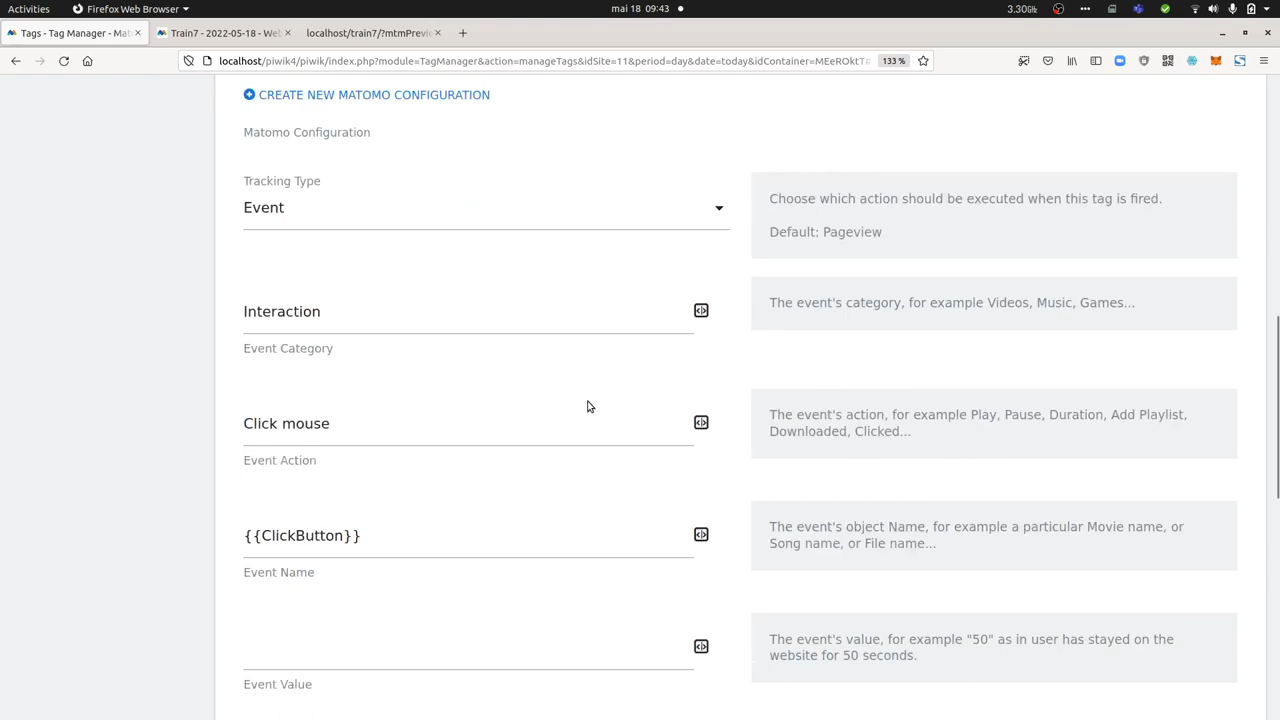 Activities
Firefox Web Browser
mai 18 09:43
3.30GHz
Tags - Tag Manager - Mat
Train7 - 2022-05-18 - Web
localhost/train7/?mtmPrevie
localhost/piwik4/piwik/index.php?module=TagManager&action=manageTags&idSite=11&period=day&date=today&idContainer=MEeROktT
133 %
CREATE NEW MATOMO CONFIGURATION
Matomo Configuration
Tracking Type
Event
Choose which action should be executed when this tag is fired.
Default: Pageview
Interaction
Event Category
The event's category, for example Videos, Music, Games...
Click mouse
Event Action
The event's action, for example Play, Pause, Duration, Add Playlist,
Downloaded, Clicked...
{{ClickButton}}
Event Name
The event's object Name, for example a particular Movie name, or
Song name, or File name...
Event Value
The event's value, for example "50" as in user has stayed on the
website for 50 seconds.